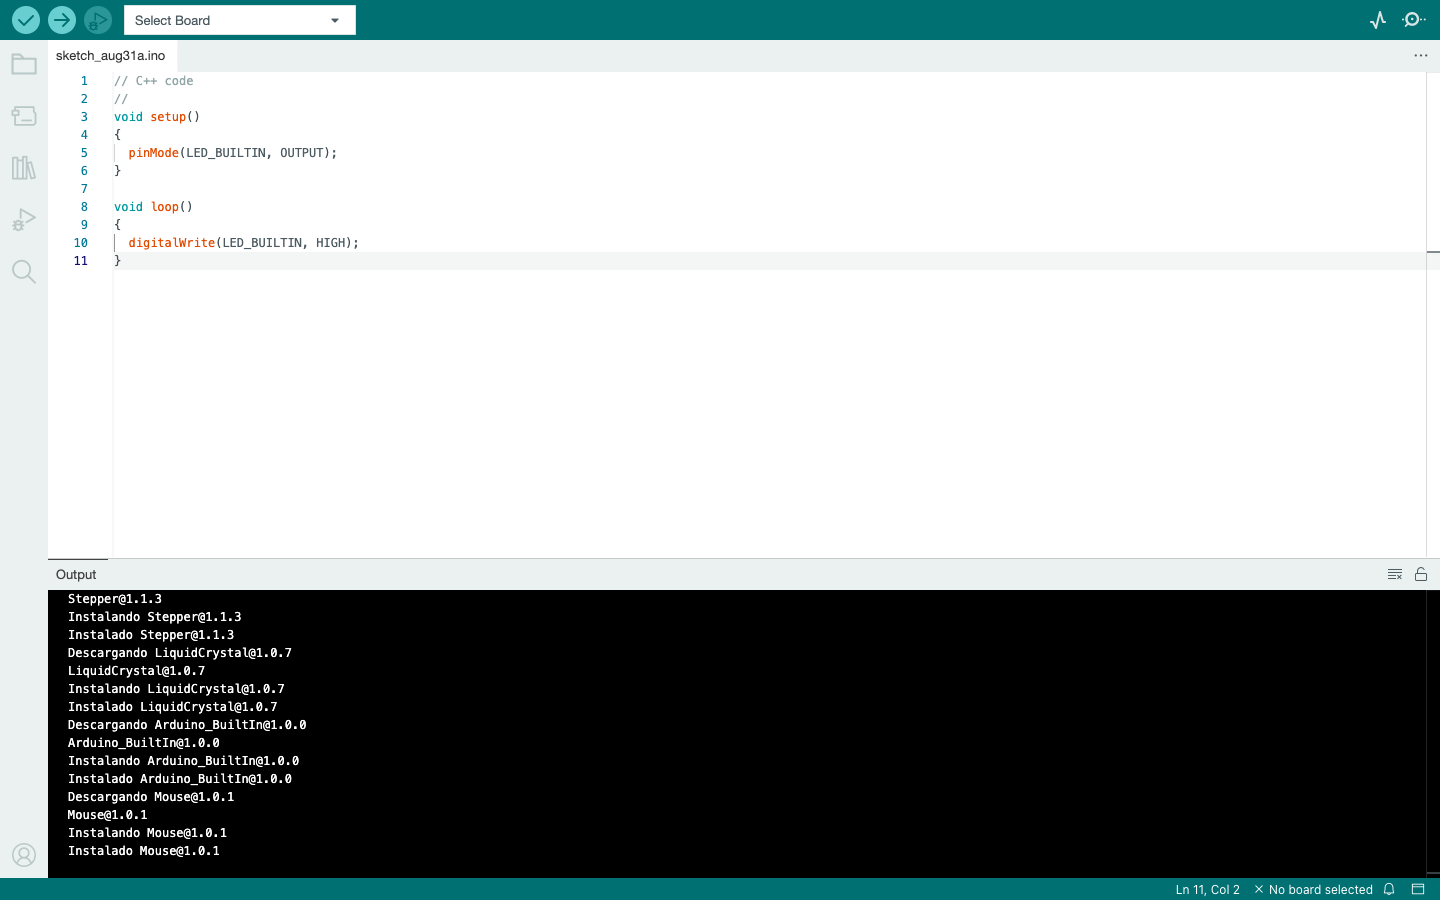 Select Board
sketch_aug31a.ino
1 // C++ code
2 //
3 void setup()
4 {
5 pinMode(LED_BUILTIN, OUTPUT);
6 }
7
8 void loop()
9 {
10 digitalWrite(LED_BUILTIN, HIGH);
11 }
Output
Stepper@1.1.3
Instalando Stepper@1.1.3
Instalado Stepper@1.1.3
Descargando LiquidCrystal@1.0.7
LiquidCrystal@1.0.7
Instalando LiquidCrystal@1.0.7
Instalado LiquidCrystal@1.0.7
Descargando Arduino_BuiltIn@1.0.0
Arduino_BuiltIn@1.0.0
Instalando Arduino_BuiltIn@1.0.0
Instalado Arduino_BuiltIn@1.0.0
Descargando Mouse@1.0.1
Mouse@1.0.1
Instalando Mouse@1.0.1
Instalado Mouse@1.0.1
Ln 11, Col 2 No board selected